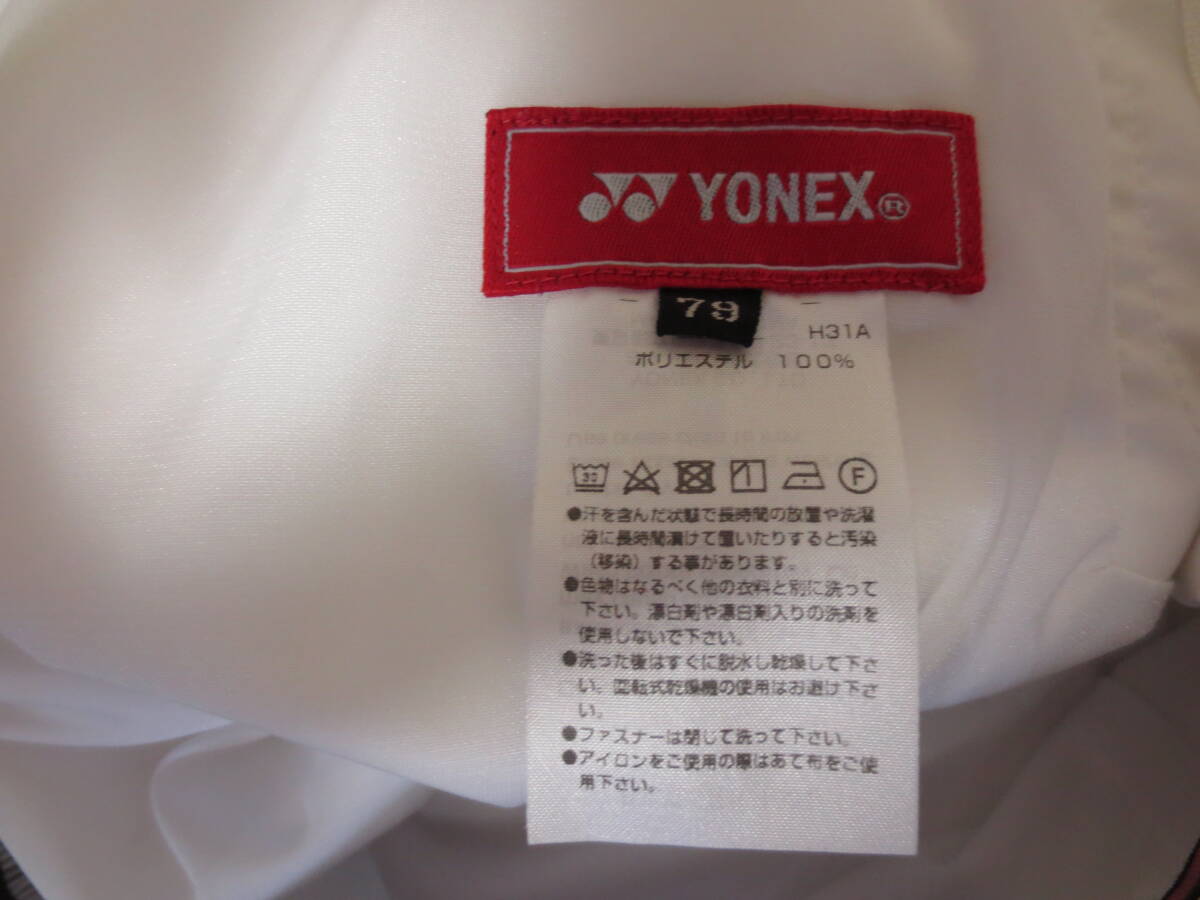 YONEX®
79
H31A
ポリエステル 100%
30
F
●汗を含んだ状態で長時間の放置や洗濯
液に長時間漬けて置いたりすると汚染
（移染）する事があります。
●色物はなるべく他の衣料と別に洗って
下さい。漂白剤や漂白剤入りの洗剤を
使用しないで下さい。
●洗った後はすぐに脱水し乾燥して下さ
い。回転式乾燥機の使用はお避け下さ
い。
●ファスナーは閉じて洗って下さい。
●アイロンをご使用の際はあて布をご使
用下さい。